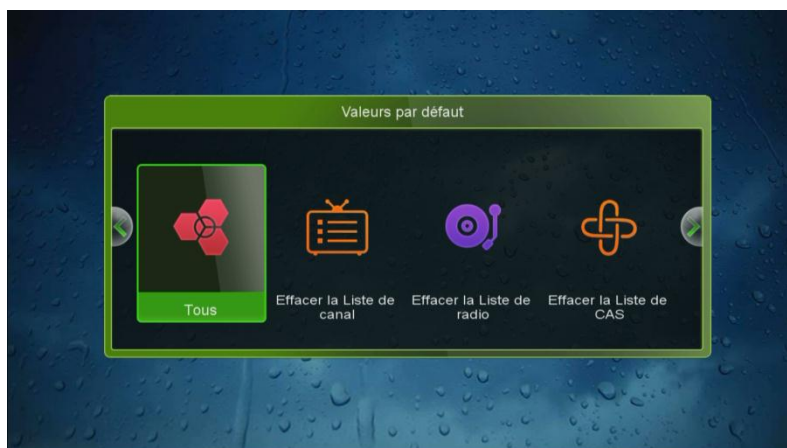 Valeurs par défaut
Tous
Effacer la Liste de
canal
Effacer la Liste de
radio
Effacer la Liste de
CAS